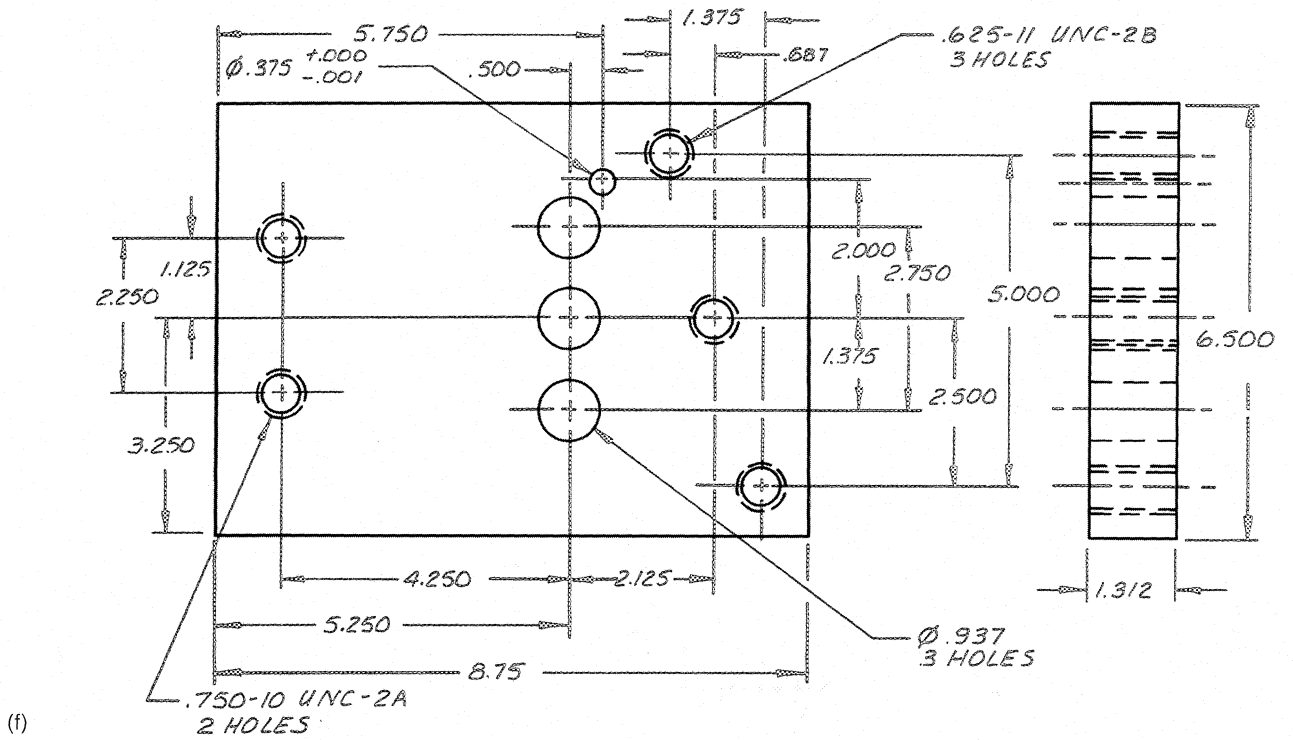 1.375
5.750
.625-11 UNC-2B
3 HOLES
.687
Ø.375 +.000
-.001
.500
1.125
2.250
2.000
2.750
5.000
6.500
1.375
2.500
3.250
4.250
2.125
1.312
5.250
Ø.937
3 HOLES
8.75
.750-10 UNC-2A
2 HOLES
(f)